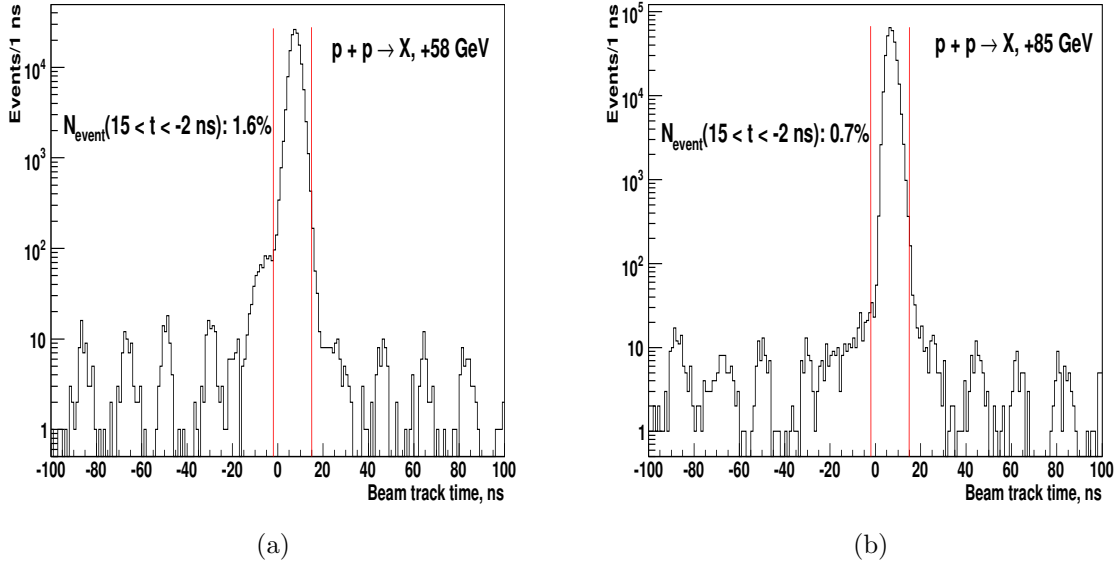 Events/1 ns
10⁴
10³
10²
10
1
p + p → X, +58 GeV
N_event(15 < t < -2 ns): 1.6%
-100 -80 -60 -40 -20 0 20 40 60 80 100
Beam track time, ns
(a)
Events/1 ns
10⁵
10⁴
10³
10²
10
1
p + p → X, +85 GeV
N_event(15 < t < -2 ns): 0.7%
-100 -80 -60 -40 -20 0 20 40 60 80 100
Beam track time, ns
(b)